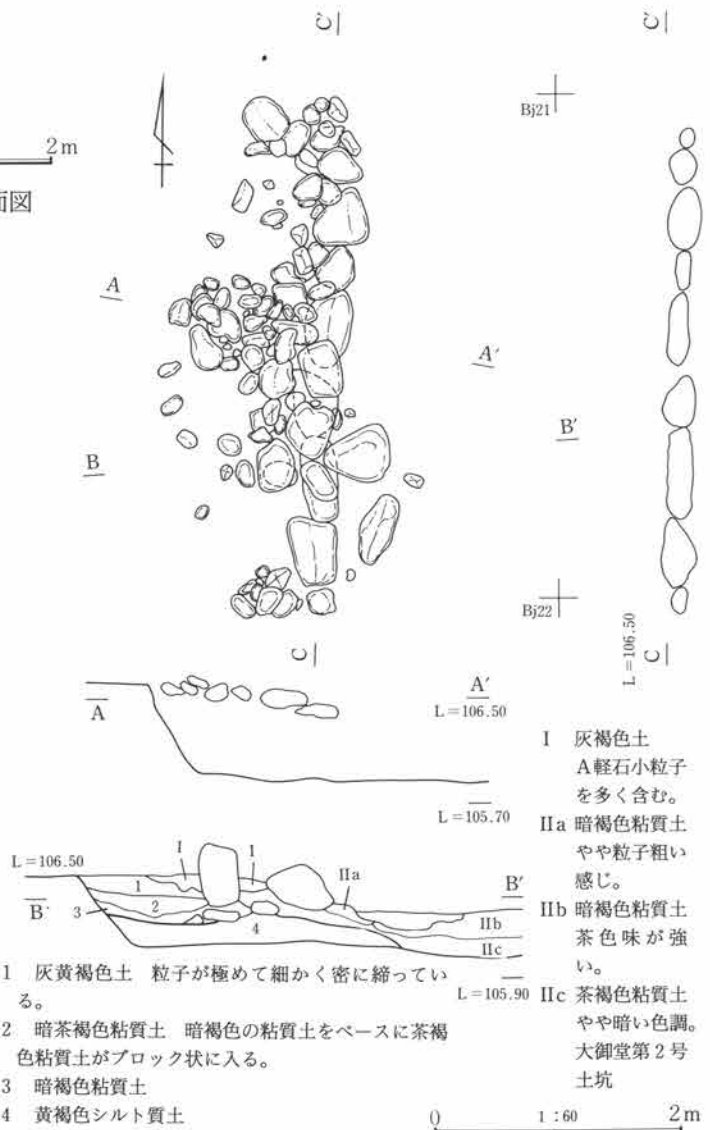 C′
C′
Bj21
2m
面図
A
A′
B′
B
Bj22
L=106.50
C
C
A
A′
L=106.50
L=105.70
I 灰褐色土
A軽石小粒子
を多く含む。
IIa 暗褐色粘質土
やや粒子粗い
感じ。
IIb 暗褐色粘質土
茶色味が強
い。
IIc 茶褐色粘質土
やや暗い色調。
大御堂第2号
土坑
L=106.50
I
1
IIa
1
2
3
4
B
B′
IIb
IIc
L=105.90
1 灰黄褐色土 粒子が極めて細かく密に締ってい
る。
2 暗茶褐色粘質土 暗褐色の粘質土をベースに茶褐
色粘質土がブロック状に入る。
3 暗褐色粘質土
4 黄褐色シルト質土
0 1:60 2m